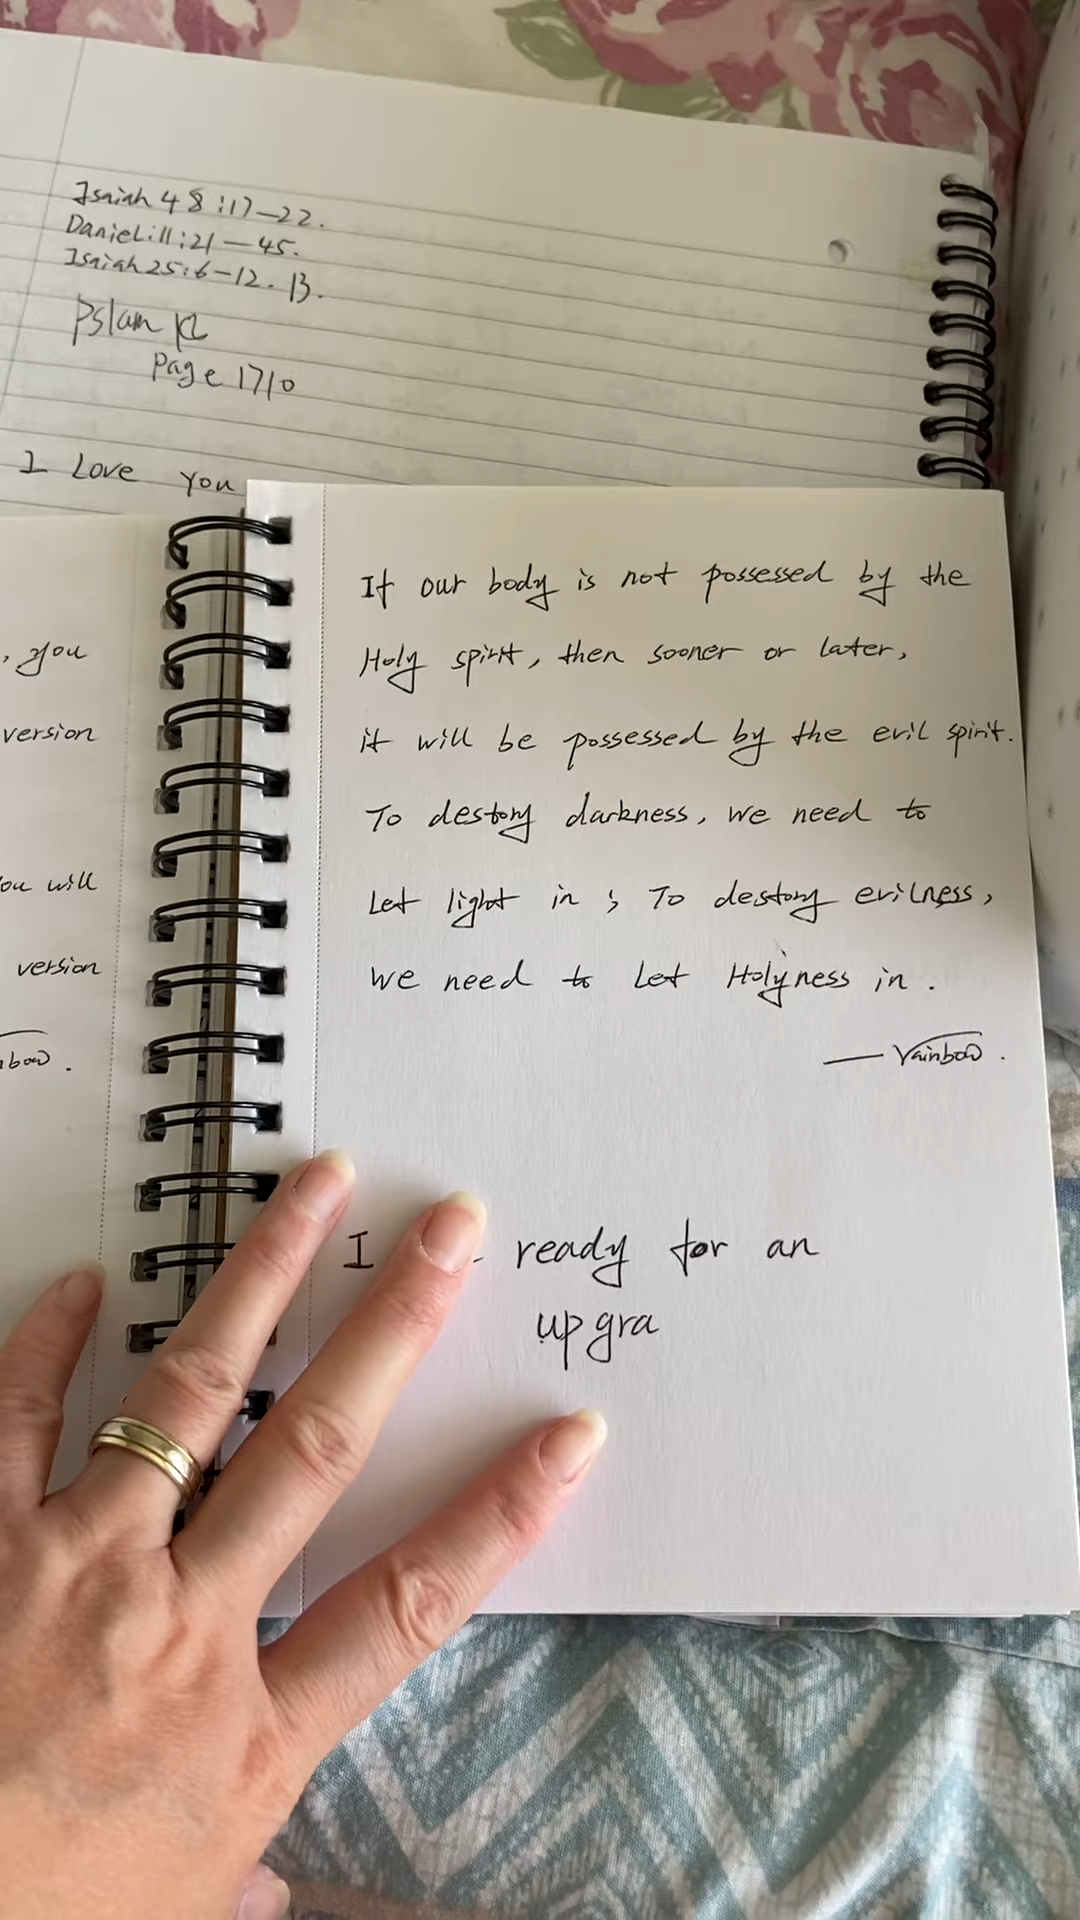 Isaiah 48:17-22.
Daniel:11:21-45.
Isaiah 25:6-12. 13.
Pslam
Page 1710
I Love you
, you
version
ou will
version
nbow.
If our body is not possessed by the
Holy spirit, then sooner or later,
it will be possessed by the evil spirit.
To destory darkness, we need to
Let light in ; To destory evilness,
we need to Let Holyness in.
— rainbow.
I ready for an
upgra